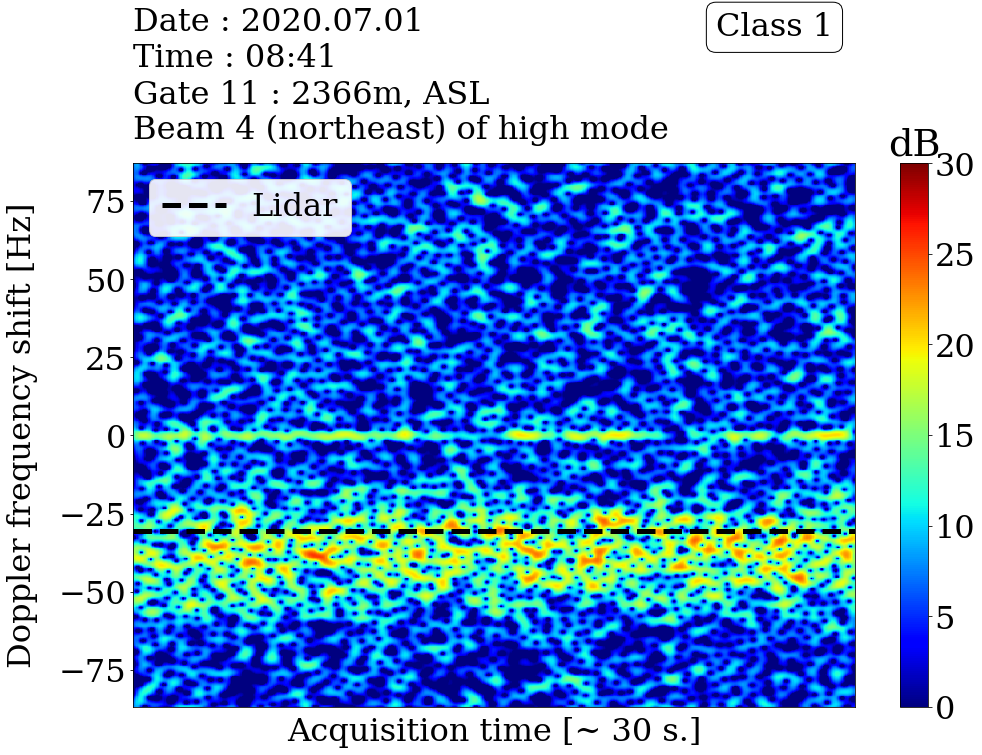 Date : 2020.07.01
Time : 08:41
Gate 11 : 2366m, ASL
Beam 4 (northeast) of high mode
Class 1
dB
Lidar
75
50
25
0
−25
−50
−75
Doppler frequency shift [Hz]
Acquisition time [~ 30 s.]
30
25
20
15
10
5
0